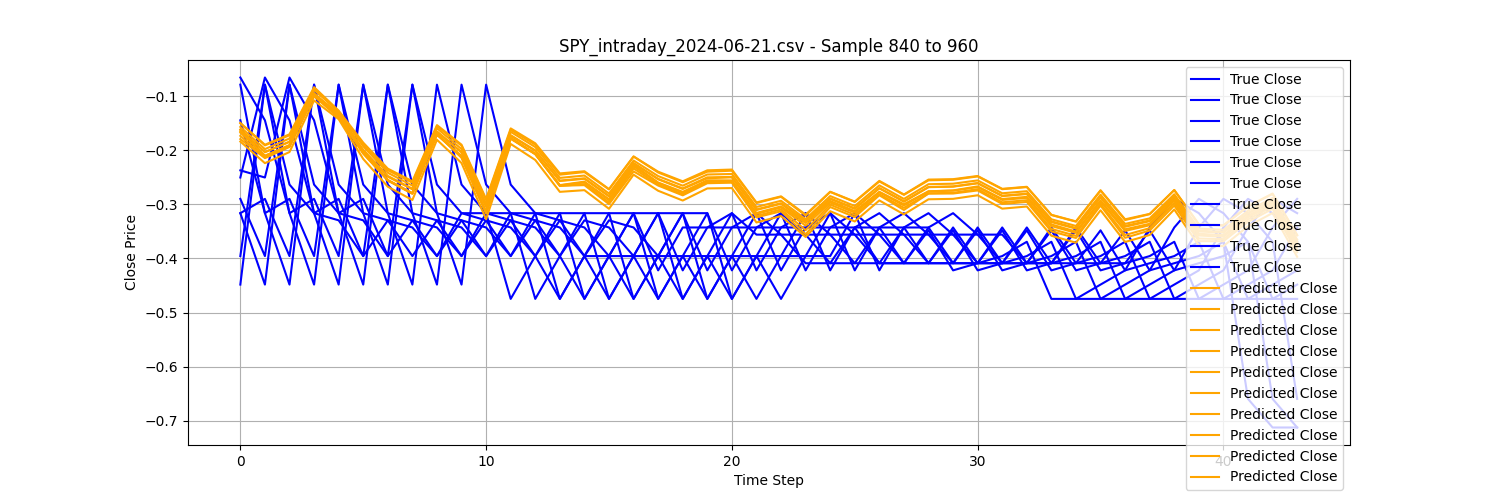 SPY_intraday_2024-06-21.csv - Sample 840 to 960
Close Price
−0.1
−0.2
−0.3
−0.4
−0.5
−0.6
−0.7
0
10
20
30
40
Time Step
True Close
True Close
True Close
True Close
True Close
True Close
True Close
True Close
True Close
True Close
Predicted Close
Predicted Close
Predicted Close
Predicted Close
Predicted Close
Predicted Close
Predicted Close
Predicted Close
Predicted Close
Predicted Close